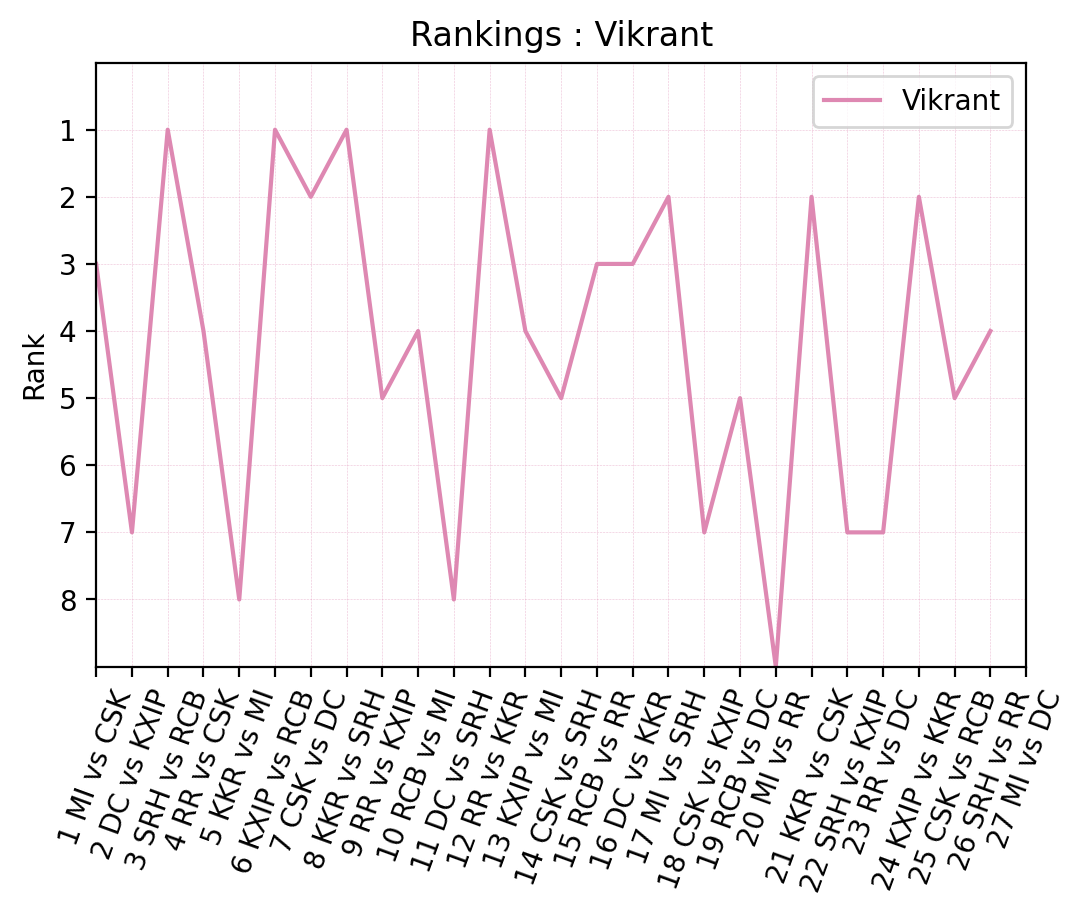 Rankings : Vikrant
Vikrant
Rank
1
2
3
4
5
6
7
8
1 MI vs CSK
2 DC vs KXIP
3 SRH vs RCB
4 RR vs CSK
5 KKR vs MI
6 KXIP vs RCB
7 CSK vs DC
8 KKR vs SRH
9 RR vs KXIP
10 RCB vs MI
11 DC vs SRH
12 RR vs KKR
13 KXIP vs MI
14 CSK vs SRH
15 RCB vs RR
16 DC vs KKR
17 MI vs SRH
18 CSK vs KXIP
19 RCB vs DC
20 MI vs RR
21 KKR vs CSK
22 SRH vs KXIP
23 RR vs DC
24 KXIP vs KKR
25 CSK vs RCB
26 SRH vs RR
27 MI vs DC